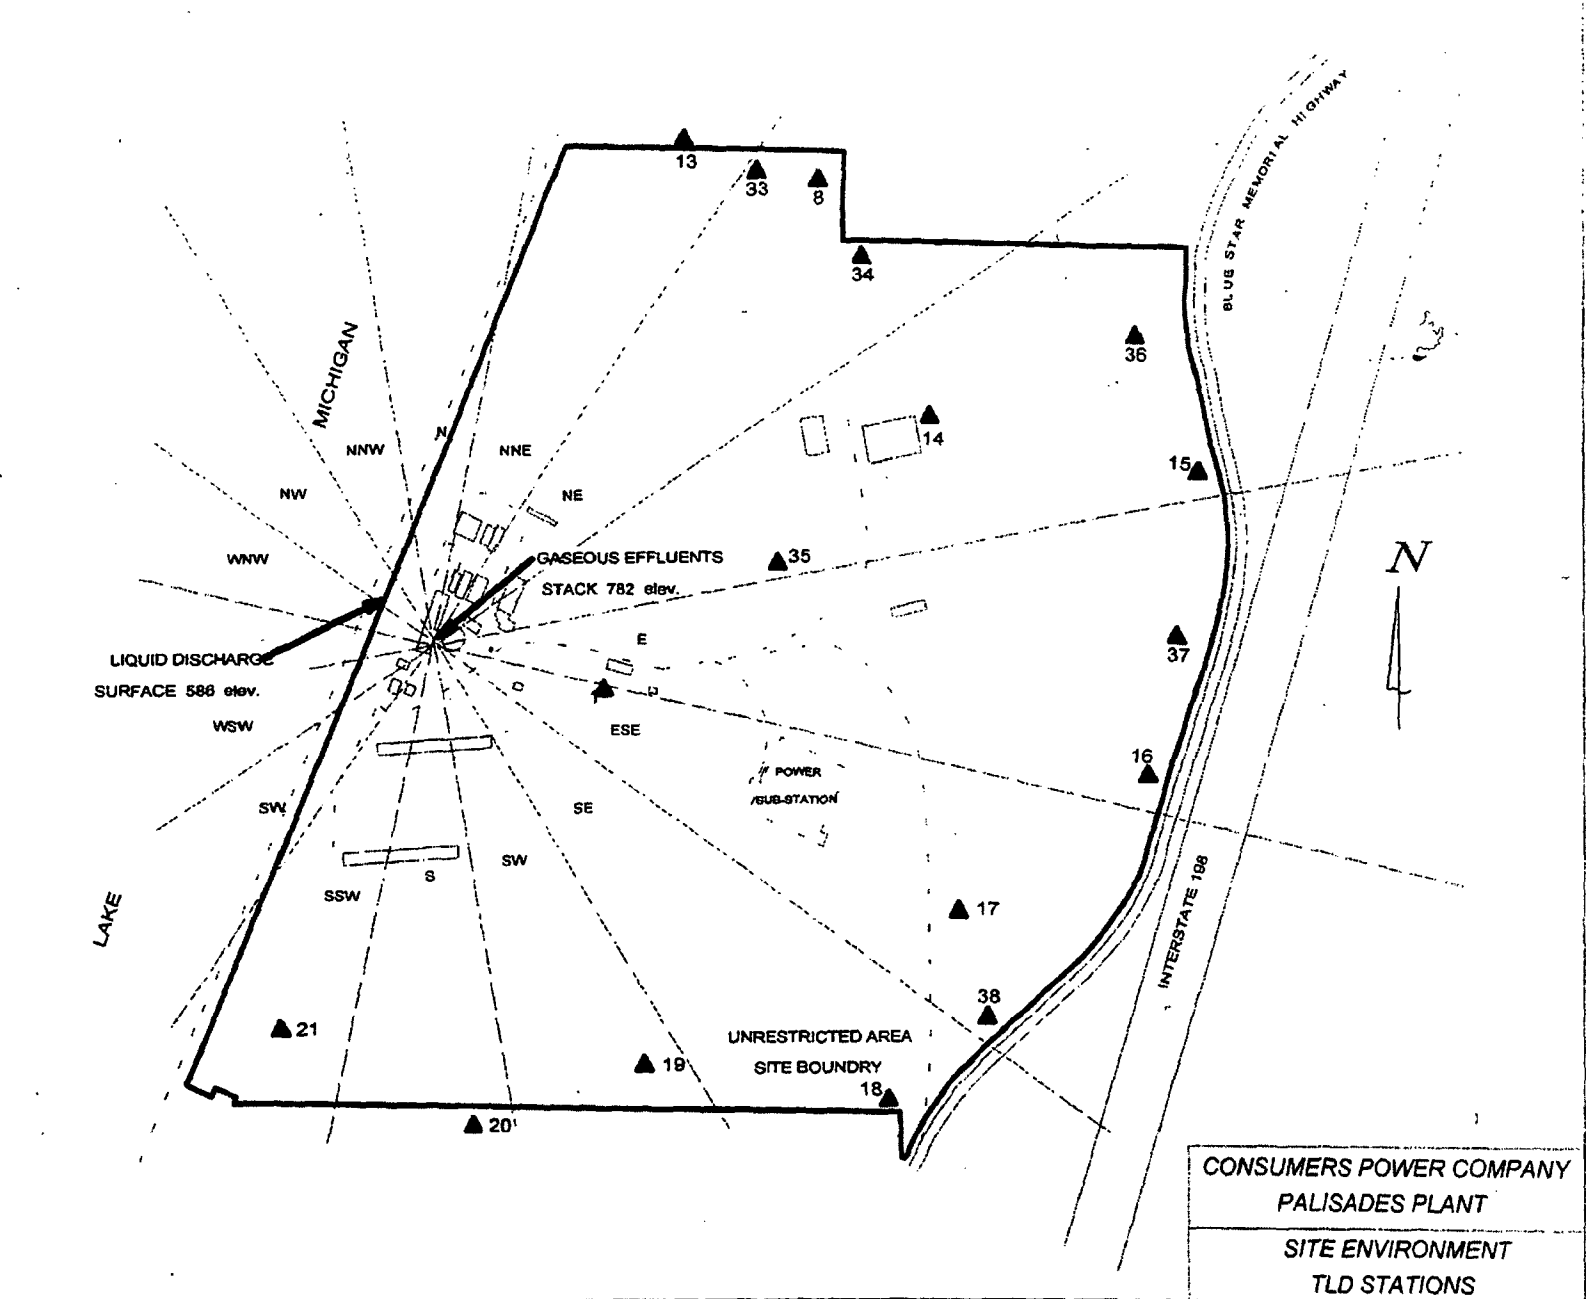 BLUE STAR MEMORIAL HIGHWAY
13
33
8
34
36
MICHIGAN
14
15
N
NNW
NNE
NW
NE
WNW
GASEOUS EFFLUENTS
STACK 782 elev.
35
N
E
37
LIQUID DISCHARGE
SURFACE 586 elev.
WSW
ESE
16
POWER
SUB-STATION
SW
SE
SW
S
SSW
LAKE
17
INTERSTATE 198
38
21
19
UNRESTRICTED AREA
SITE BOUNDRY
18
20
CONSUMERS POWER COMPANY
PALISADES PLANT
SITE ENVIRONMENT
TLD STATIONS